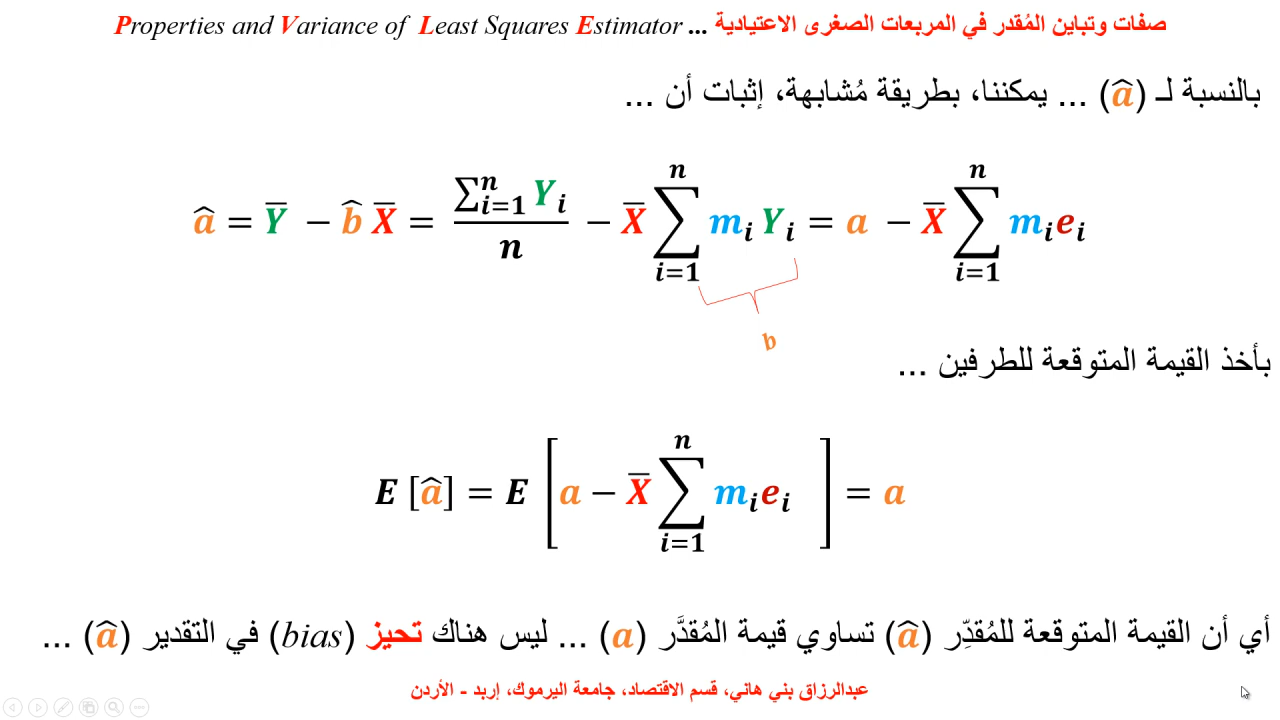 صفات وتباين المُقدر في المربعات الصغرى الاعتيادية ... Properties and Variance of Least Squares Estimator
بالنسبة لـ (â) ... يمكننا، بطريقة مُشابهة، إثبات أن ...
â = Ȳ − b̂ X̄ = ∑ⁿᵢ₌₁ Yᵢ / n − X̄ ∑ⁿᵢ₌₁ mᵢ Yᵢ = a − X̄ ∑ⁿᵢ₌₁ mᵢeᵢ
b
بأخذ القيمة المتوقعة للطرفين ...
E [â] = E [a − X̄ ∑ⁿᵢ₌₁ mᵢeᵢ] = a
أي أن القيمة المتوقعة للمُقدِّر (â) تساوي قيمة المُقدَّر (a) ... ليس هناك تحيز (bias) في التقدير (â) ...
عبدالرزاق بني هاني، قسم الاقتصاد، جامعة اليرموك، إربد - الأردن